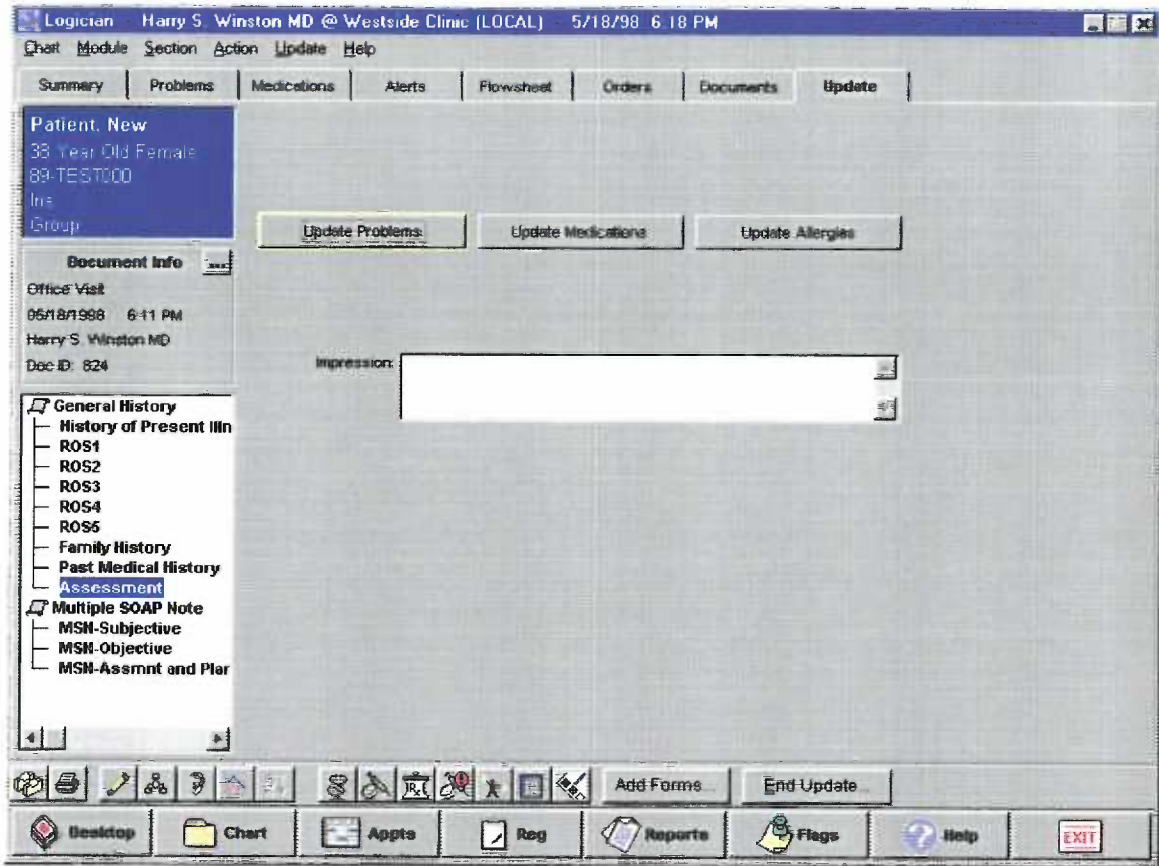 Logician - Harry S. Winston MD @ Westside Clinic (LOCAL) - 5/18/98 6:18 PM
Chart Module Section Action Update Help
Summary Problems Medications Alerts Flowsheet Orders Documents Update
Patient, New
38 Year Old Female
89-TEST000
Ins
Group
Document Info ...
Office Visit
05/18/1998 6:11 PM
Harry S. Winston MD
Doc ID: 824
Update Problems Update Medications Update Allergies
Impression:
General History
History of Present Illn
ROS1
ROS2
ROS3
ROS4
ROS5
Family History
Past Medical History
Assessment
Multiple SOAP Note
MSN-Subjective
MSN-Objective
MSN-Assmnt and Plan
Add Forms... End Update...
Desktop Chart Appts Reg Reports Flags Help EXIT